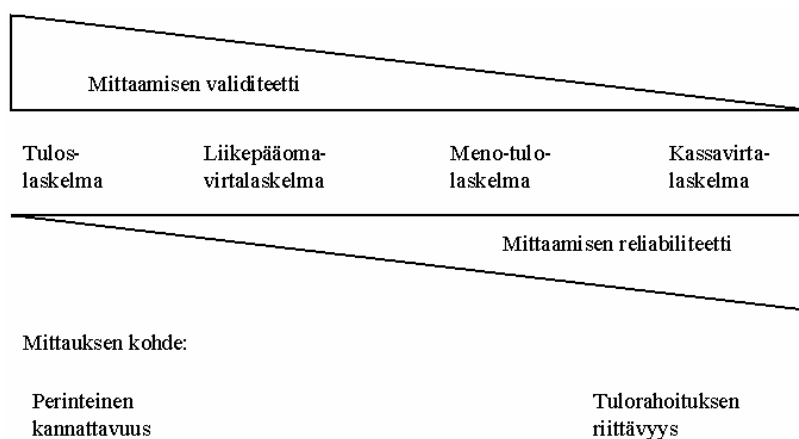 Mittaamisen validiteetti
Tulos- Liikepääoma- Meno-tulo- Kassavirta-
laskelma virtalaskelma laskelma laskelma
Mittaamisen reliabiliteetti
Mittauksen kohde:
Perinteinen Tulorahoituksen
kannattavuus riittävyys